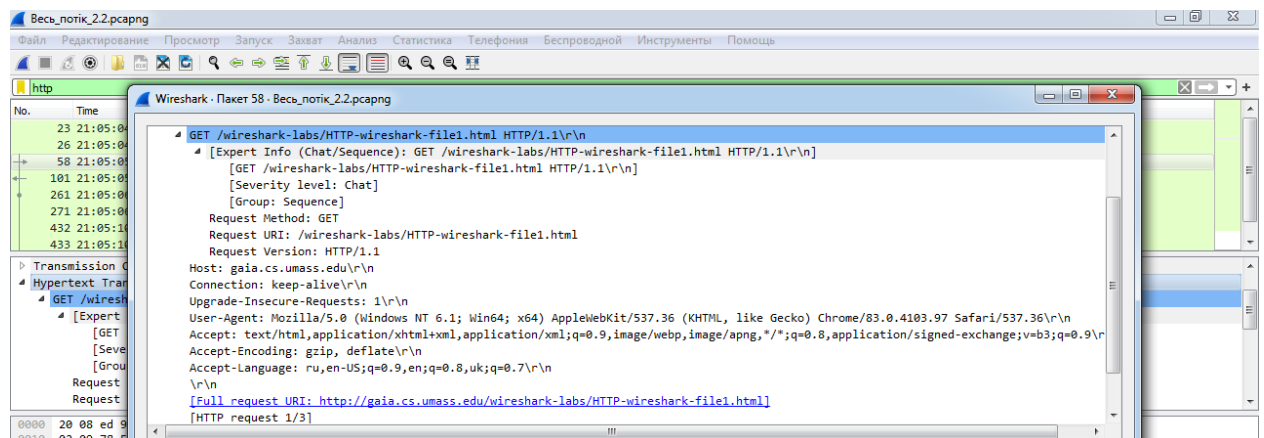 Весь_потік_2.2.pcapng
Файл Редактирование Просмотр Запуск Захват Анализ Статистика Телефония Беспроводной Инструменты Помощь
http
Wireshark · Пакет 58 · Весь_потік_2.2.pcapng
No. Time
23 21:05:04
26 21:05:04
58 21:05:05
101 21:05:05
261 21:05:06
271 21:05:06
432 21:05:10
433 21:05:10
GET /wireshark-labs/HTTP-wireshark-file1.html HTTP/1.1\r\n
[Expert Info (Chat/Sequence): GET /wireshark-labs/HTTP-wireshark-file1.html HTTP/1.1\r\n]
[GET /wireshark-labs/HTTP-wireshark-file1.html HTTP/1.1\r\n]
[Severity level: Chat]
[Group: Sequence]
Request Method: GET
Request URI: /wireshark-labs/HTTP-wireshark-file1.html
Request Version: HTTP/1.1
Host: gaia.cs.umass.edu\r\n
Connection: keep-alive\r\n
Upgrade-Insecure-Requests: 1\r\n
User-Agent: Mozilla/5.0 (Windows NT 6.1; Win64; x64) AppleWebKit/537.36 (KHTML, like Gecko) Chrome/83.0.4103.97 Safari/537.36\r\n
Accept: text/html,application/xhtml+xml,application/xml;q=0.9,image/webp,image/apng,*/*;q=0.8,application/signed-exchange;v=b3;q=0.9\r
Accept-Encoding: gzip, deflate\r\n
Accept-Language: ru,en-US;q=0.9,en;q=0.8,uk;q=0.7\r\n
\r\n
[Full request URI: http://gaia.cs.umass.edu/wireshark-labs/HTTP-wireshark-file1.html]
[HTTP request 1/3]
Transmission C
Hypertext Tran
GET /wiresh
[Expert
[GET
[Seve
[Grou
Request
Request
0000 20 08 ed 9